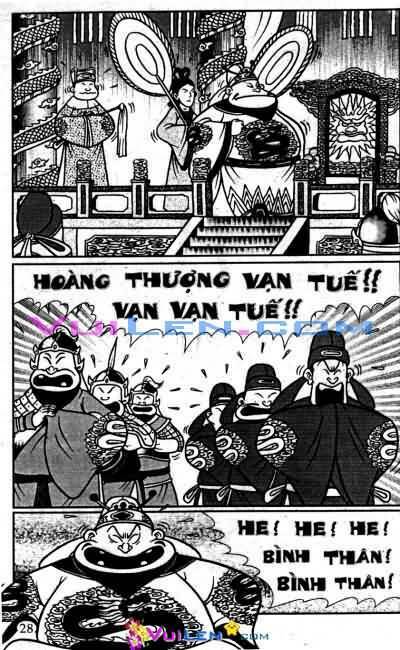 HOÀNG THƯỢNG VẠN TUẾ!!
VẠN VẠN TUẾ!!
VuiLen.com
HE! HE! HE!
BÌNH THÂN!
BÌNH THÂN!
28
VuiLen.com